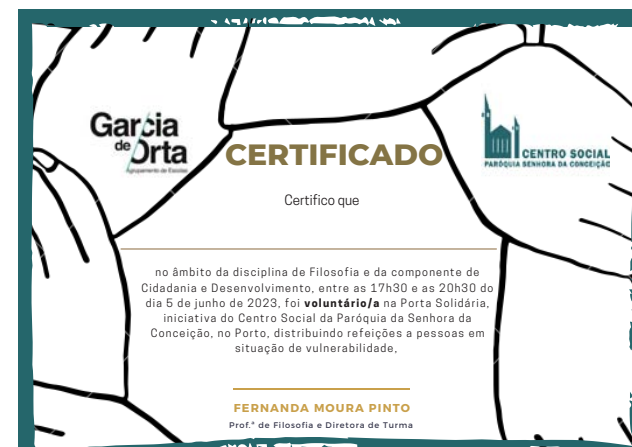 Garcia
de Orta
Agrupamento de Escolas
CENTRO SOCIAL
PARÓQUIA SENHORA DA CONCEIÇÃO
CERTIFICADO
Certifico que
no âmbito da disciplina de Filosofia e da componente de
Cidadania e Desenvolvimento, entre as 17h30 e as 20h30 do
dia 5 de junho de 2023, foi voluntário/a na Porta Solidária,
iniciativa do Centro Social da Paróquia da Senhora da
Conceição, no Porto, distribuindo refeições a pessoas em
situação de vulnerabilidade,
FERNANDA MOURA PINTO
Prof.ª de Filosofia e Diretora de Turma